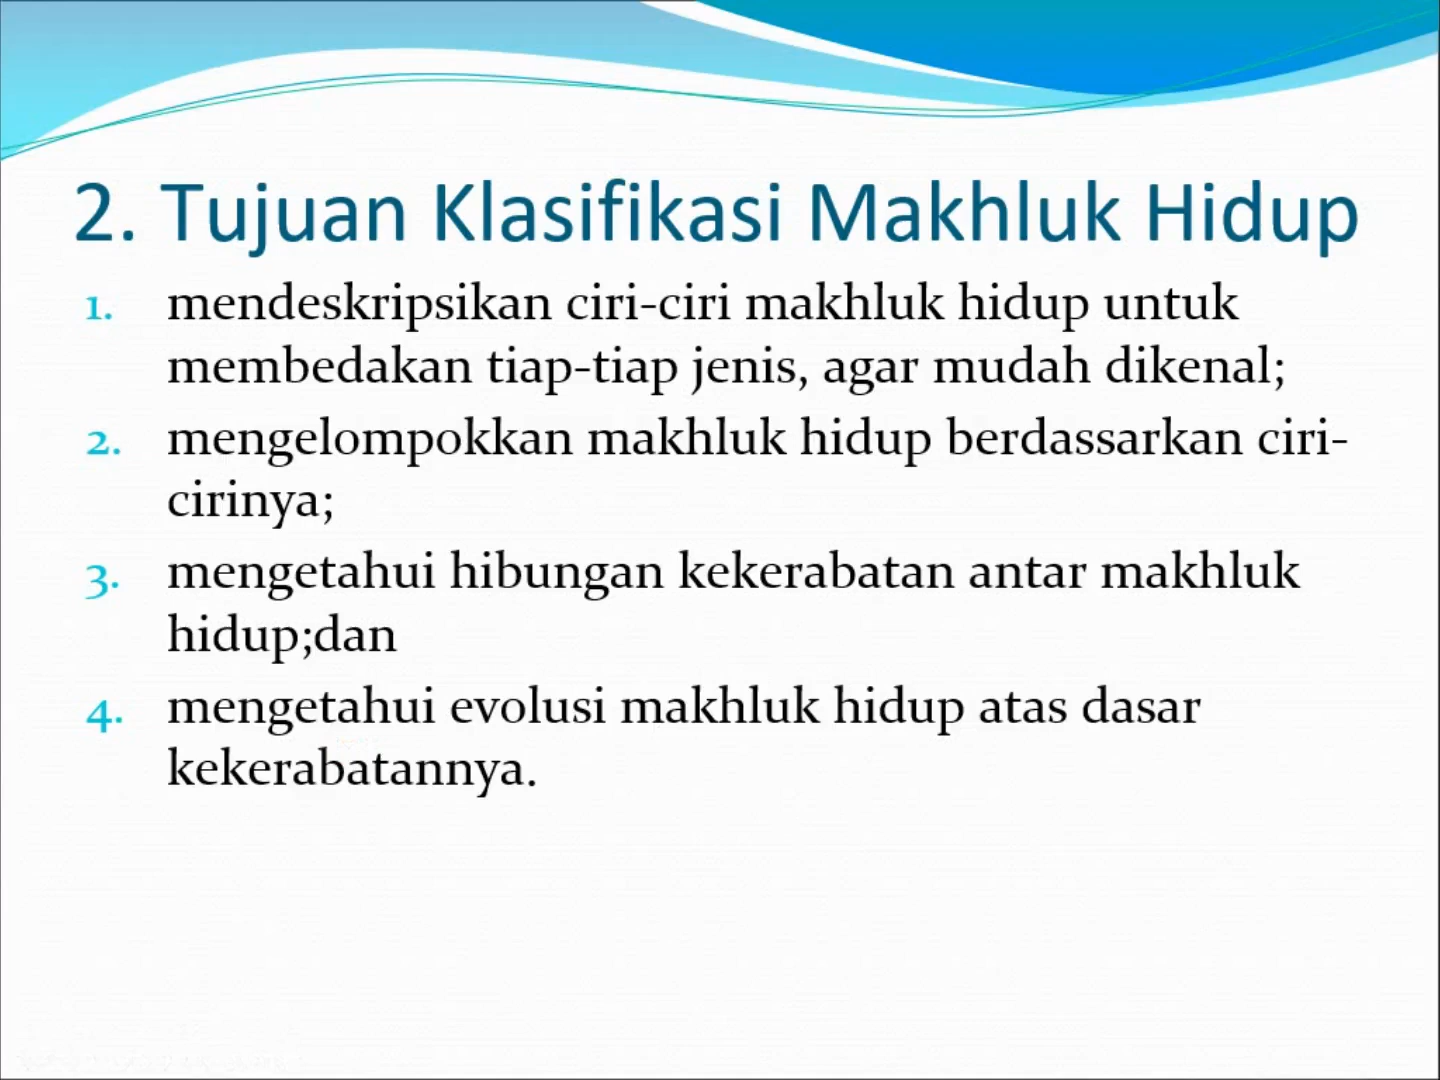 2. Tujuan Klasifikasi Makhluk Hidup
1. mendeskripsikan ciri-ciri makhluk hidup untuk
membedakan tiap-tiap jenis, agar mudah dikenal;
2. mengelompokkan makhluk hidup berdassarkan ciri-
cirinya;
3. mengetahui hibungan kekerabatan antar makhluk
hidup;dan
4. mengetahui evolusi makhluk hidup atas dasar
kekerabatannya.